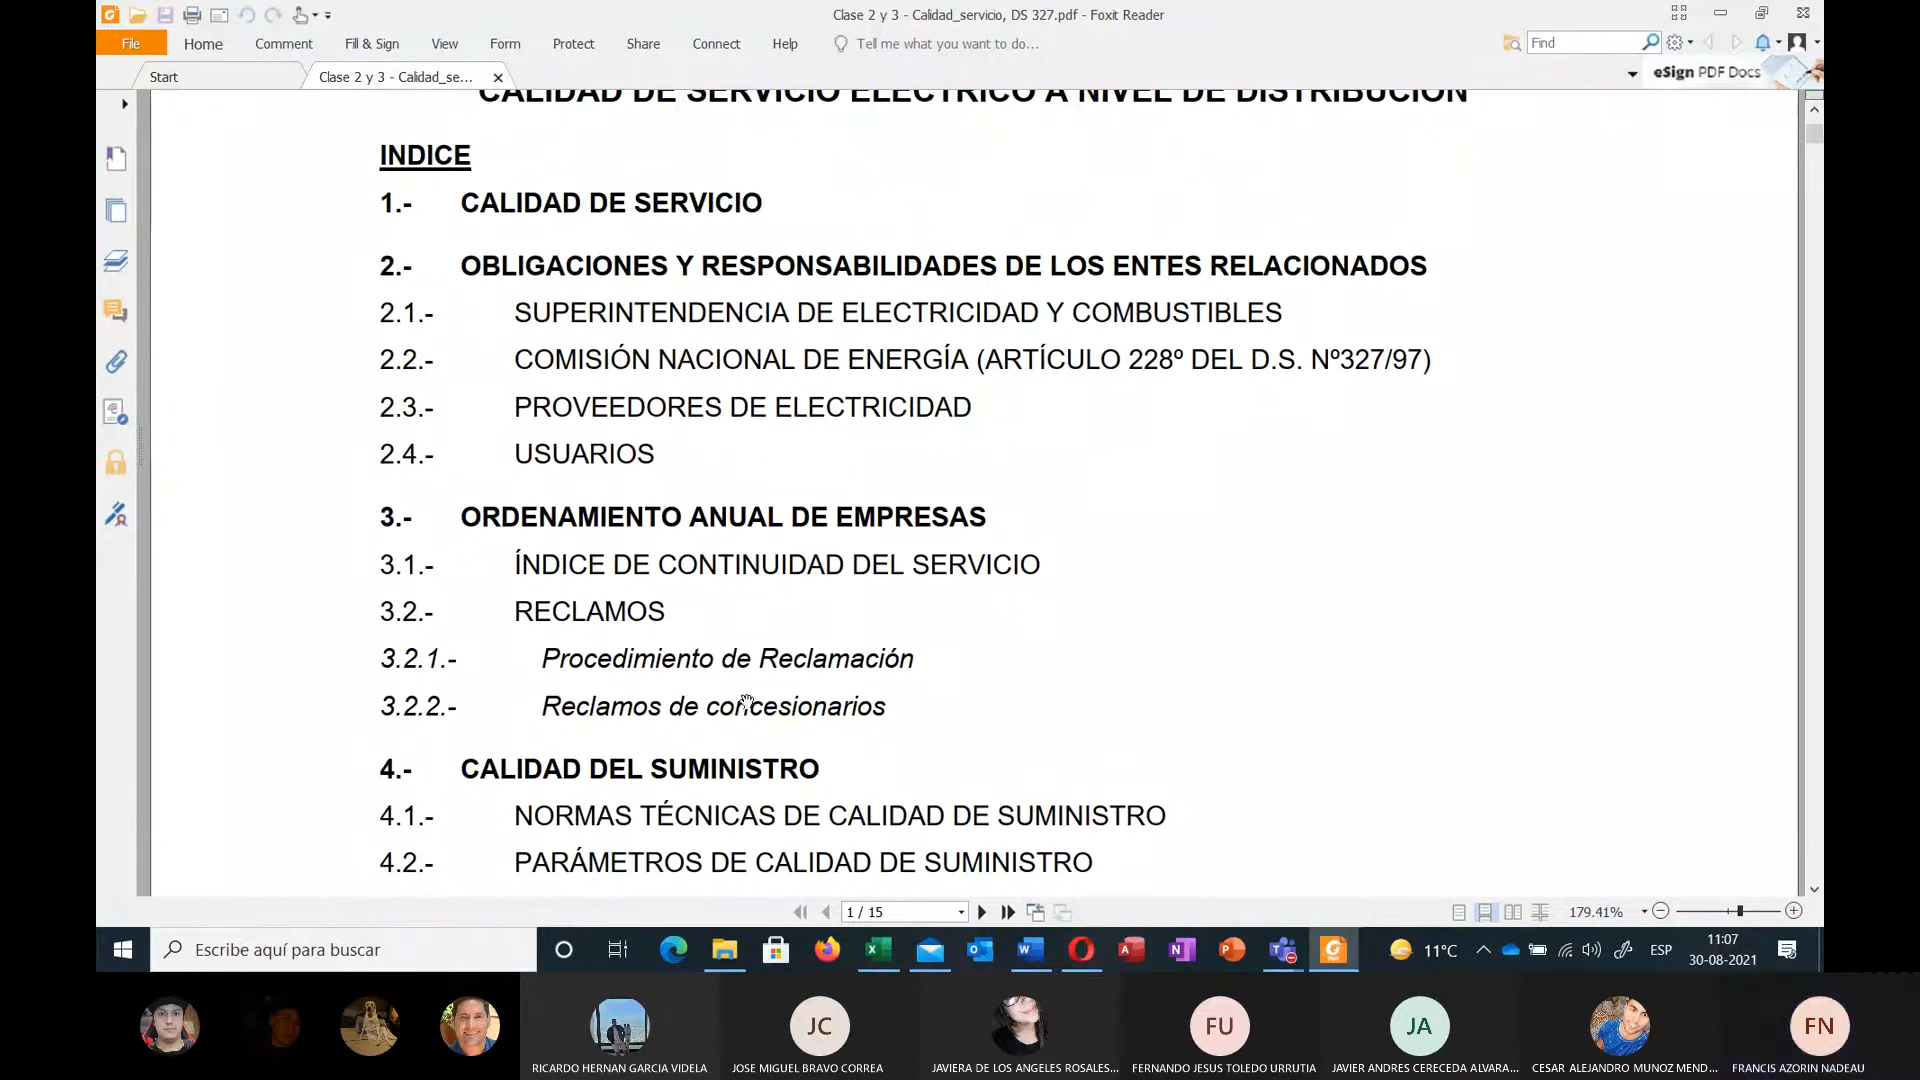 Clase 2 y 3 - Calidad_servicio, DS 327.pdf - Foxit Reader
File Home Comment Fill & Sign View Form Protect Share Connect Help Tell me what you want to do... Find
Start Clase 2 y 3 - Calidad_se... eSign PDF Docs
CALIDAD DE SERVICIO ELÉCTRICO A NIVEL DE DISTRIBUCIÓN
INDICE
1.- CALIDAD DE SERVICIO
2.- OBLIGACIONES Y RESPONSABILIDADES DE LOS ENTES RELACIONADOS
2.1.- SUPERINTENDENCIA DE ELECTRICIDAD Y COMBUSTIBLES
2.2.- COMISIÓN NACIONAL DE ENERGÍA (ARTÍCULO 228º DEL D.S. Nº327/97)
2.3.- PROVEEDORES DE ELECTRICIDAD
2.4.- USUARIOS
3.- ORDENAMIENTO ANUAL DE EMPRESAS
3.1.- ÍNDICE DE CONTINUIDAD DEL SERVICIO
3.2.- RECLAMOS
3.2.1.- Procedimiento de Reclamación
3.2.2.- Reclamos de concesionarios
4.- CALIDAD DEL SUMINISTRO
4.1.- NORMAS TÉCNICAS DE CALIDAD DE SUMINISTRO
4.2.- PARÁMETROS DE CALIDAD DE SUMINISTRO
1 / 15 179.41%
Escribe aquí para buscar 11°C ESP 11:07
30-08-2021
JC FU JA FN
RICARDO HERNAN GARCIA VIDELA JOSE MIGUEL BRAVO CORREA JAVIERA DE LOS ANGELES ROSALES... FERNANDO JESUS TOLEDO URRUTIA JAVIER ANDRES CERECEDA ALVARA... CESAR ALEJANDRO MUNOZ MEND... FRANCIS AZORIN NADEAU